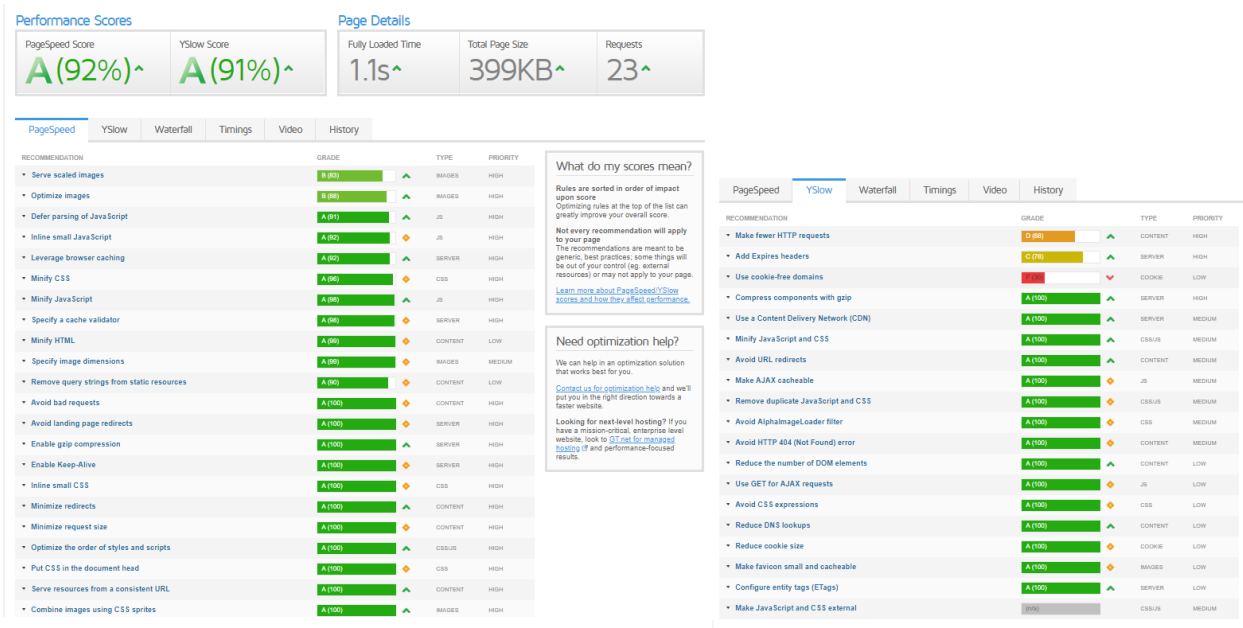 Performance Scores
Page Details
PageSpeed Score
YSlow Score
Fully Loaded Time
Total Page Size
Requests
A (92%)
A (91%)
1.1s
399KB
23
PageSpeed YSlow Waterfall Timings Video History
RECOMMENDATION GRADE TYPE PRIORITY
Serve scaled images B (83) IMAGES HIGH
Optimize images B (88) IMAGES HIGH
Defer parsing of JavaScript A (91) JS HIGH
Inline small JavaScript A (92) JS HIGH
Leverage browser caching A (92) SERVER HIGH
Minify CSS A (96) CSS HIGH
Minify JavaScript A (98) JS HIGH
Specify a cache validator A (98) SERVER HIGH
Minify HTML A (99) CONTENT LOW
Specify image dimensions A (99) IMAGES MEDIUM
Remove query strings from static resources A (90) CONTENT LOW
Avoid bad requests A (100) CONTENT HIGH
Avoid landing page redirects A (100) SERVER HIGH
Enable gzip compression A (100) SERVER HIGH
Enable Keep-Alive A (100) SERVER HIGH
Inline small CSS A (100) CSS HIGH
Minimize redirects A (100) CONTENT HIGH
Minimize request size A (100) CONTENT HIGH
Optimize the order of styles and scripts A (100) CSS/JS HIGH
Put CSS in the document head A (100) CSS HIGH
Serve resources from a consistent URL A (100) CONTENT HIGH
Combine images using CSS sprites A (100) IMAGES HIGH
What do my scores mean?
Rules are sorted in order of impact
upon score
Optimizing rules at the top of the list can
greatly improve your overall score.
Not every recommendation will apply
to your page
The recommendations are meant to be
generic, best practices; some things will
be out of your control (eg. external
resources) or may not apply to your page.
Learn more about PageSpeed/YSlow
scores and how they affect performance.
Need optimization help?
We can help in an optimization solution
that works best for you.
Contact us for optimization help and we'll
put you in the right direction towards a
faster website.
Looking for next-level hosting? If you
have a mission-critical, enterprise level
website, look to GT.net for managed
hosting and performance-focused
results.
PageSpeed YSlow Waterfall Timings Video History
RECOMMENDATION GRADE TYPE PRIORITY
Make fewer HTTP requests D (68) CONTENT HIGH
Add Expires headers C (78) SERVER HIGH
Use cookie-free domains COOKIE LOW
Compress components with gzip A (100) SERVER HIGH
Use a Content Delivery Network (CDN) A (100) SERVER MEDIUM
Minify JavaScript and CSS A (100) CSS/JS MEDIUM
Avoid URL redirects A (100) CONTENT MEDIUM
Make AJAX cacheable A (100) JS MEDIUM
Remove duplicate JavaScript and CSS A (100) CSS/JS MEDIUM
Avoid AlphaImageLoader filter A (100) CSS MEDIUM
Avoid HTTP 404 (Not Found) error A (100) CONTENT MEDIUM
Reduce the number of DOM elements A (100) CONTENT LOW
Use GET for AJAX requests A (100) JS LOW
Avoid CSS expressions A (100) CSS LOW
Reduce DNS lookups A (100) CONTENT LOW
Reduce cookie size A (100) COOKIE LOW
Make favicon small and cacheable A (100) IMAGES LOW
Configure entity tags (ETags) A (100) SERVER LOW
Make JavaScript and CSS external (n/a) CSS/JS MEDIUM